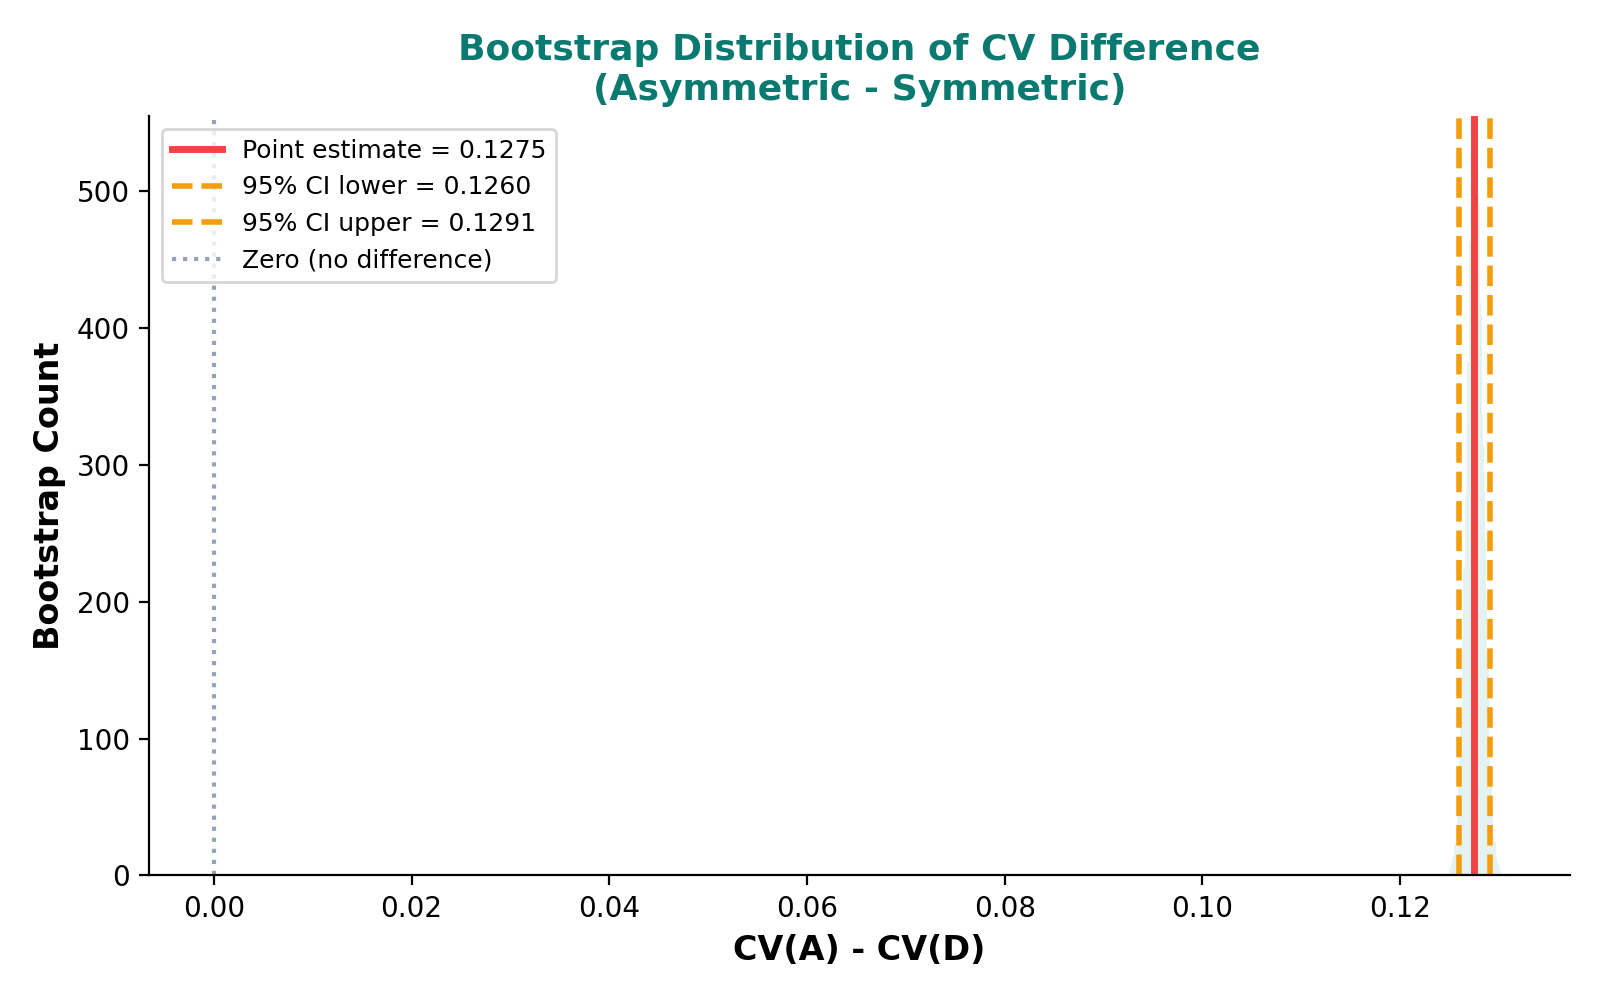 Bootstrap Distribution of CV Difference
(Asymmetric - Symmetric)
Point estimate = 0.1275
95% CI lower = 0.1260
95% CI upper = 0.1291
Zero (no difference)
Bootstrap Count
500
400
300
200
100
0
0.00 0.02 0.04 0.06 0.08 0.10 0.12
CV(A) - CV(D)